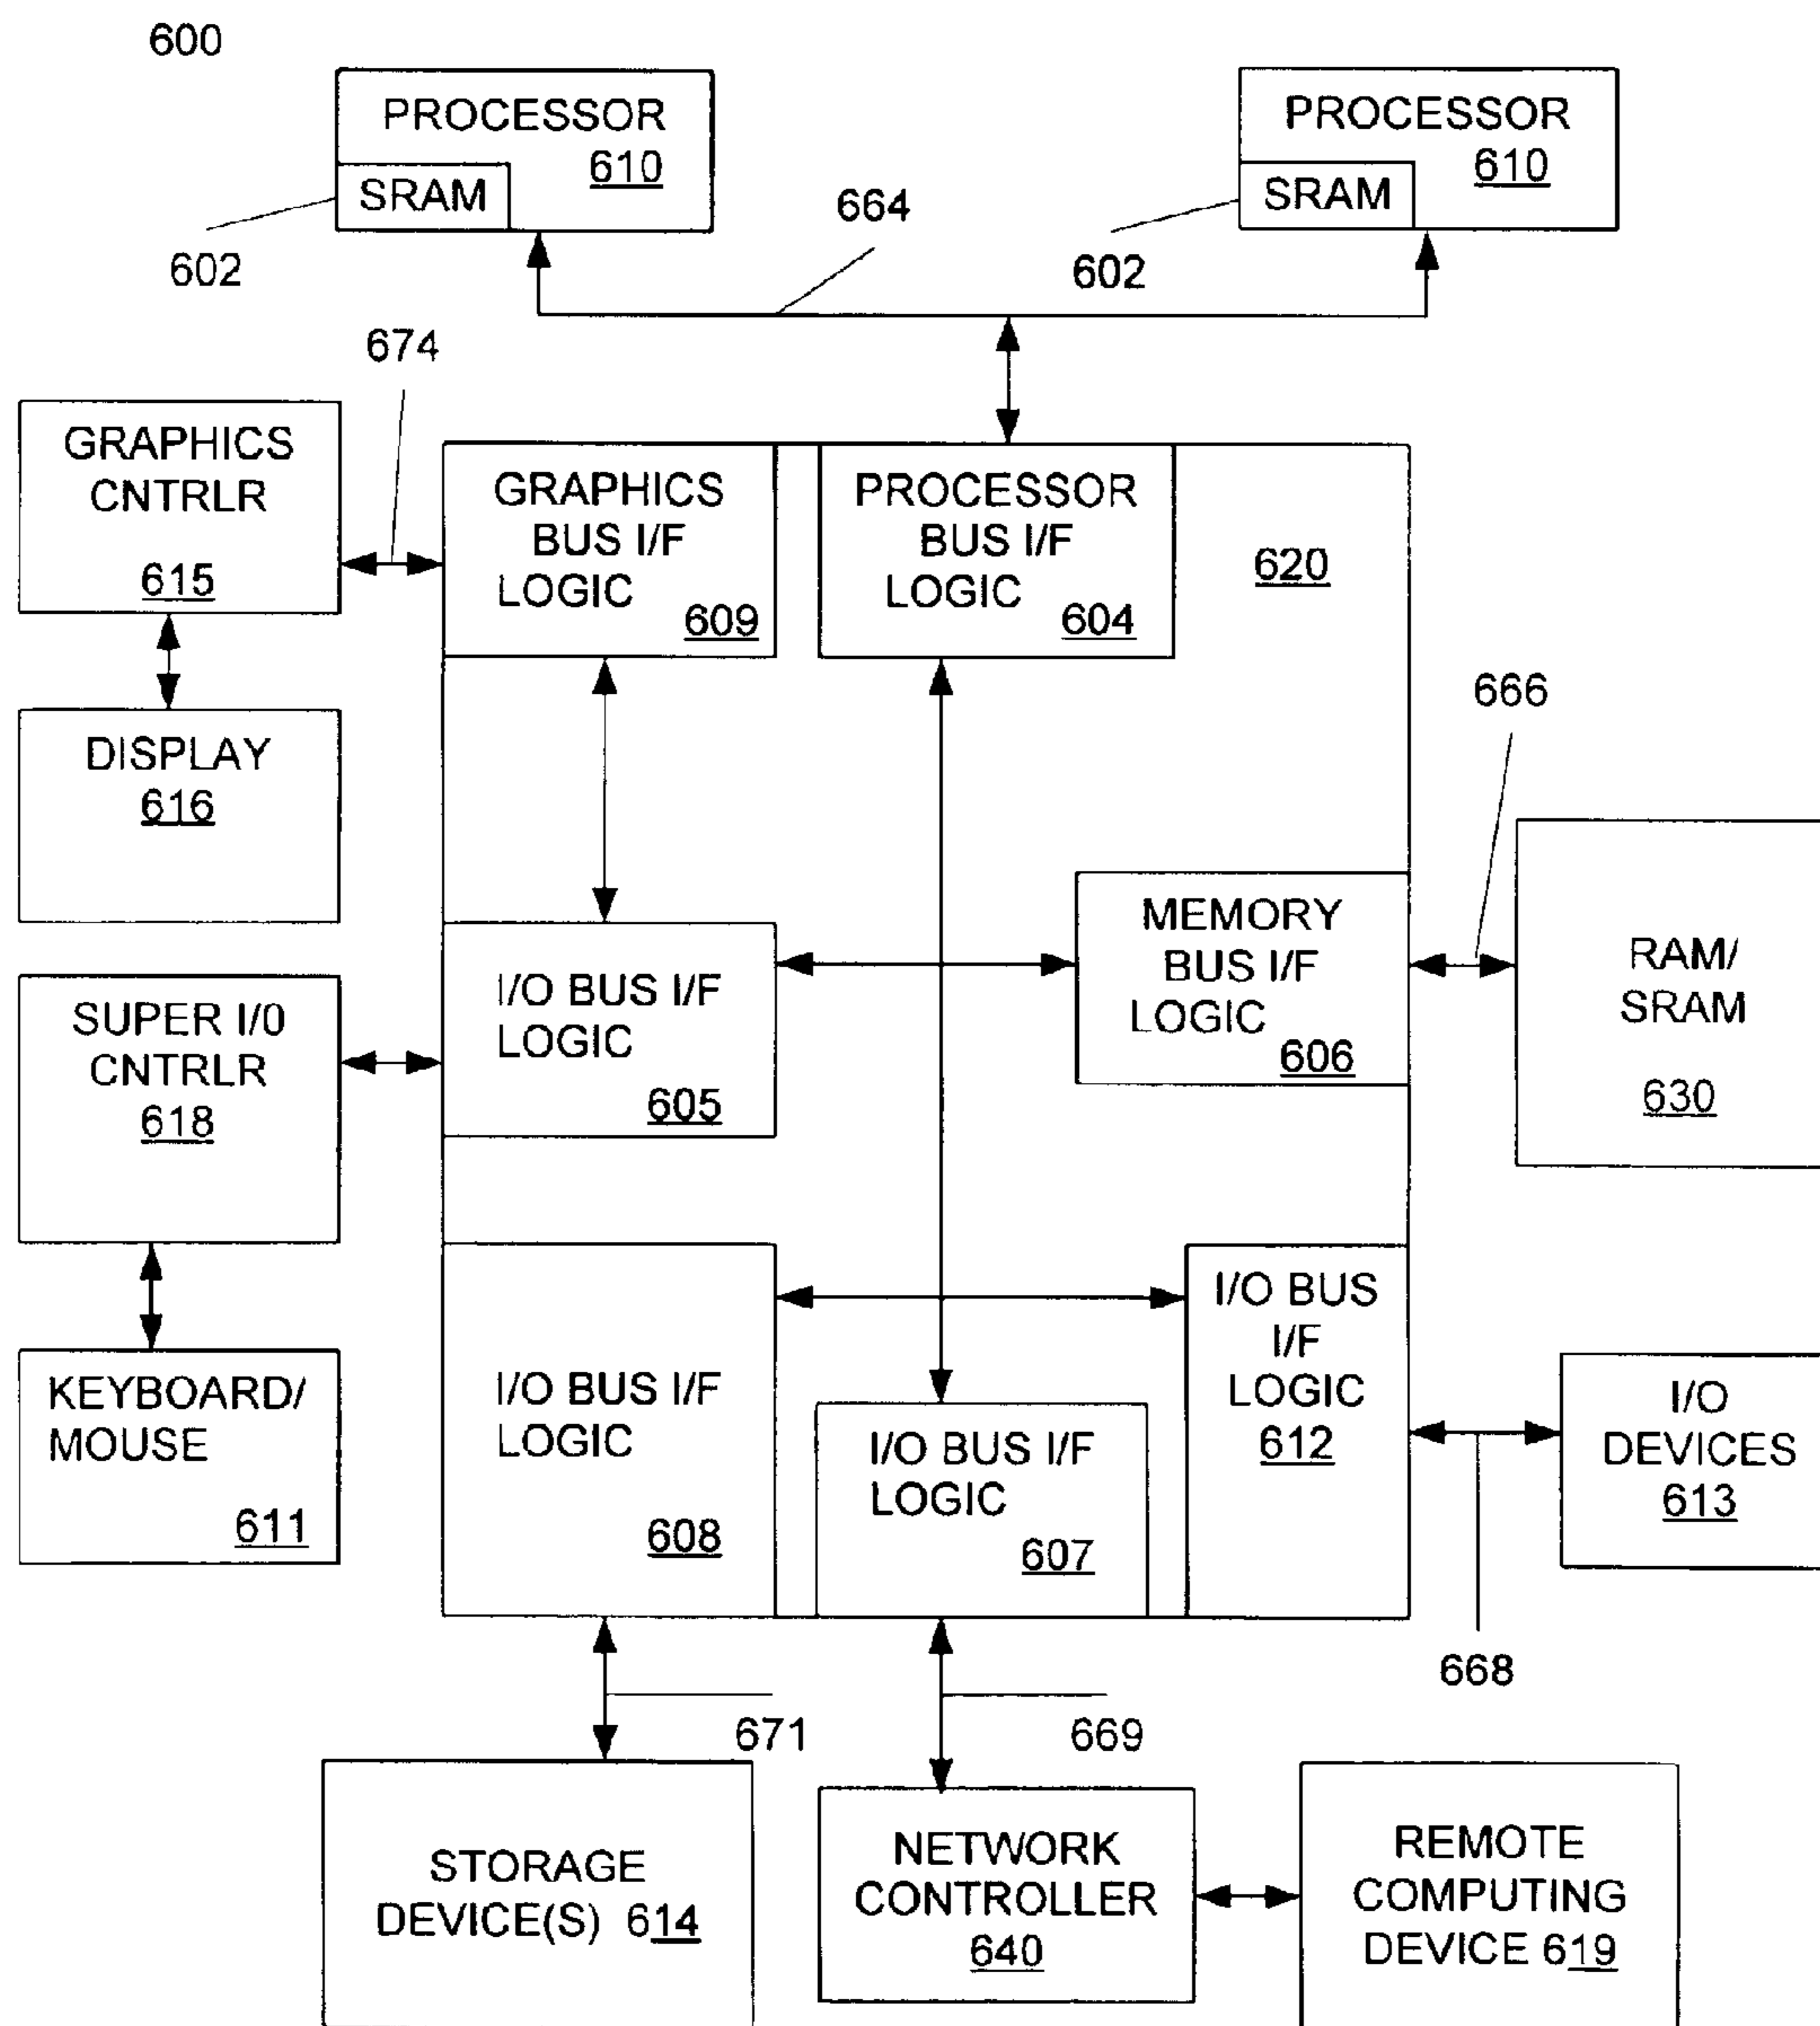 600
PROCESSOR
610
SRAM
602
PROCESSOR
610
SRAM
602
664
674
GRAPHICS
CNTRLR
615
GRAPHICS
BUS I/F
LOGIC
609
PROCESSOR
BUS I/F
LOGIC
604
620
DISPLAY
616
666
MEMORY
BUS I/F
LOGIC
606
RAM/
SRAM
630
SUPER I/0
CNTRLR
618
I/O BUS I/F
LOGIC
605
KEYBOARD/
MOUSE
611
I/O BUS I/F
LOGIC
608
I/O BUS I/F
LOGIC
607
I/O BUS
I/F
LOGIC
612
I/O
DEVICES
613
668
671
669
STORAGE
DEVICE(S) 614
NETWORK
CONTROLLER
640
REMOTE
COMPUTING
DEVICE 619